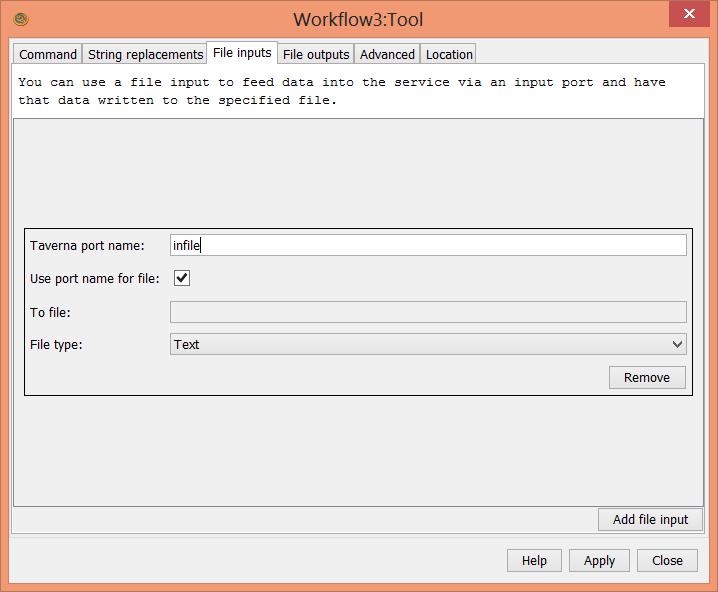 Workflow3:Tool
Command String replacements File inputs File outputs Advanced Location
You can use a file input to feed data into the service via an input port and have
that data written to the specified file.
Taverna port name: infile
Use port name for file:
To file:
File type: Text
Remove
Add file input
Help Apply Close